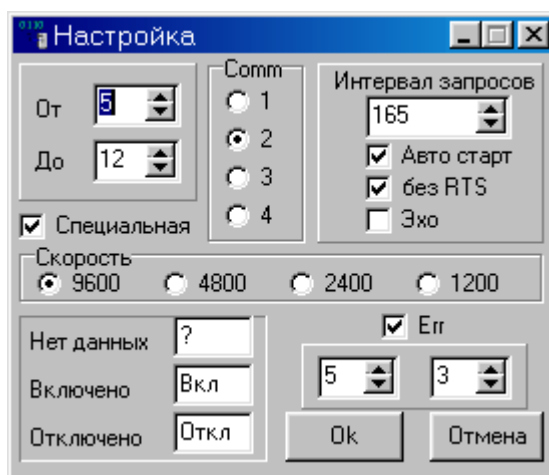 0110
Настройка
От 5
До 12
Специальная
Comm
1
2
3
4
Интервал запросов
165
Авто старт
без RTS
Эхо
Скорость
9600 4800 2400 1200
Нет данных ?
Включено Вкл
Отключено Откл
Err
5 3
Ok Отмена